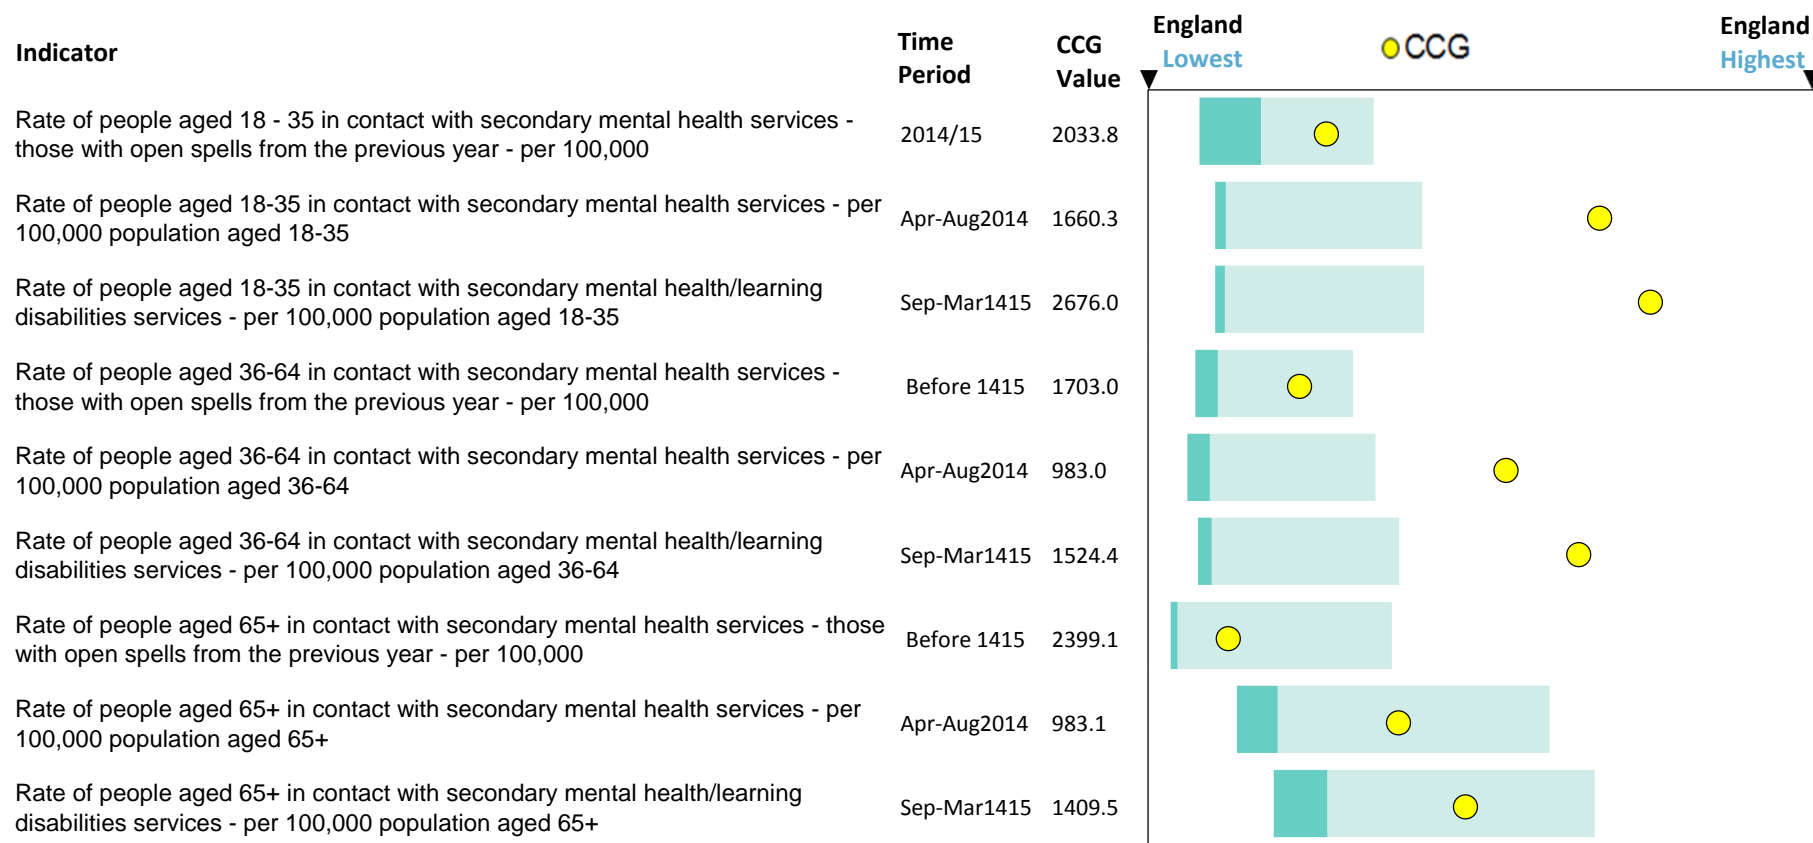 Indicator
Time Period
CCG Value
England Lowest
CCG
England Highest
Rate of people aged 18 - 35 in contact with secondary mental health services -
those with open spells from the previous year - per 100,000
2014/15 2033.8
Rate of people aged 18-35 in contact with secondary mental health services - per
100,000 population aged 18-35
Apr-Aug2014 1660.3
Rate of people aged 18-35 in contact with secondary mental health/learning
disabilities services - per 100,000 population aged 18-35
Sep-Mar1415 2676.0
Rate of people aged 36-64 in contact with secondary mental health services -
those with open spells from the previous year - per 100,000
Before 1415 1703.0
Rate of people aged 36-64 in contact with secondary mental health services - per
100,000 population aged 36-64
Apr-Aug2014 983.0
Rate of people aged 36-64 in contact with secondary mental health/learning
disabilities services - per 100,000 population aged 36-64
Sep-Mar1415 1524.4
Rate of people aged 65+ in contact with secondary mental health services - those
with open spells from the previous year - per 100,000
Before 1415 2399.1
Rate of people aged 65+ in contact with secondary mental health services - per
100,000 population aged 65+
Apr-Aug2014 983.1
Rate of people aged 65+ in contact with secondary mental health/learning
disabilities services - per 100,000 population aged 65+
Sep-Mar1415 1409.5